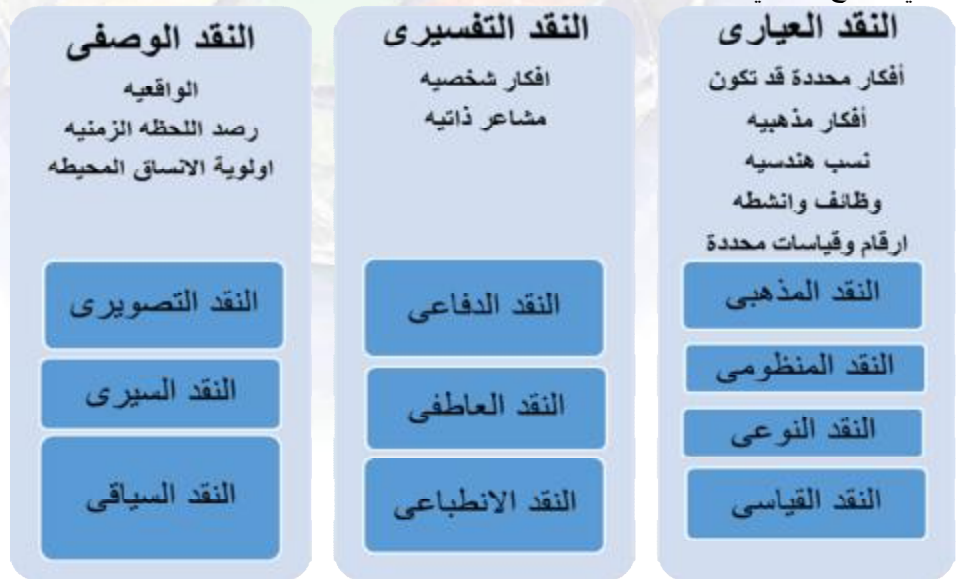 النقد العيارى
أفكار محددة قد تكون
أفكار مذهبيه
نسب هندسيه
وظائف وانشطه
ارقام وقياسات محددة
النقد المذهبى
النقد المنظومى
النقد النوعى
النقد القياسى
النقد التفسيرى
افكار شخصيه
مشاعر ذاتيه
النقد الدفاعى
النقد العاطفى
النقد الانطباعى
النقد الوصفى
الواقعيه
رصد اللحظه الزمنيه
اولوية الانساق المحيطه
النقد التصويرى
النقد السيرى
النقد السياقى